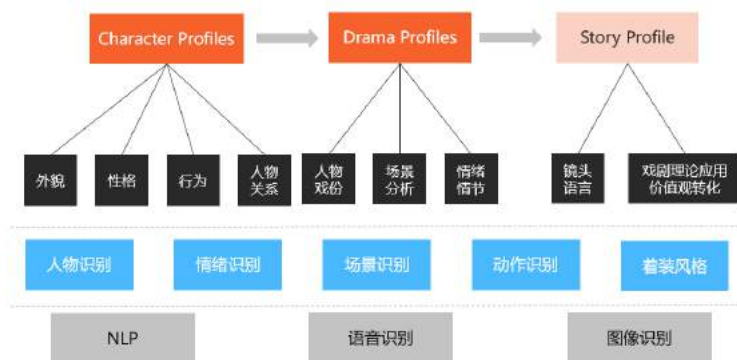 Character Profiles
Drama Profiles
Story Profile
外貌
性格
行为
人物
关系
人物
戏份
场景
分析
情绪
情节
镜头
语言
戏剧理论应用
价值观转化
人物识别
情绪识别
场景识别
动作识别
着装风格
NLP
语音识别
图像识别